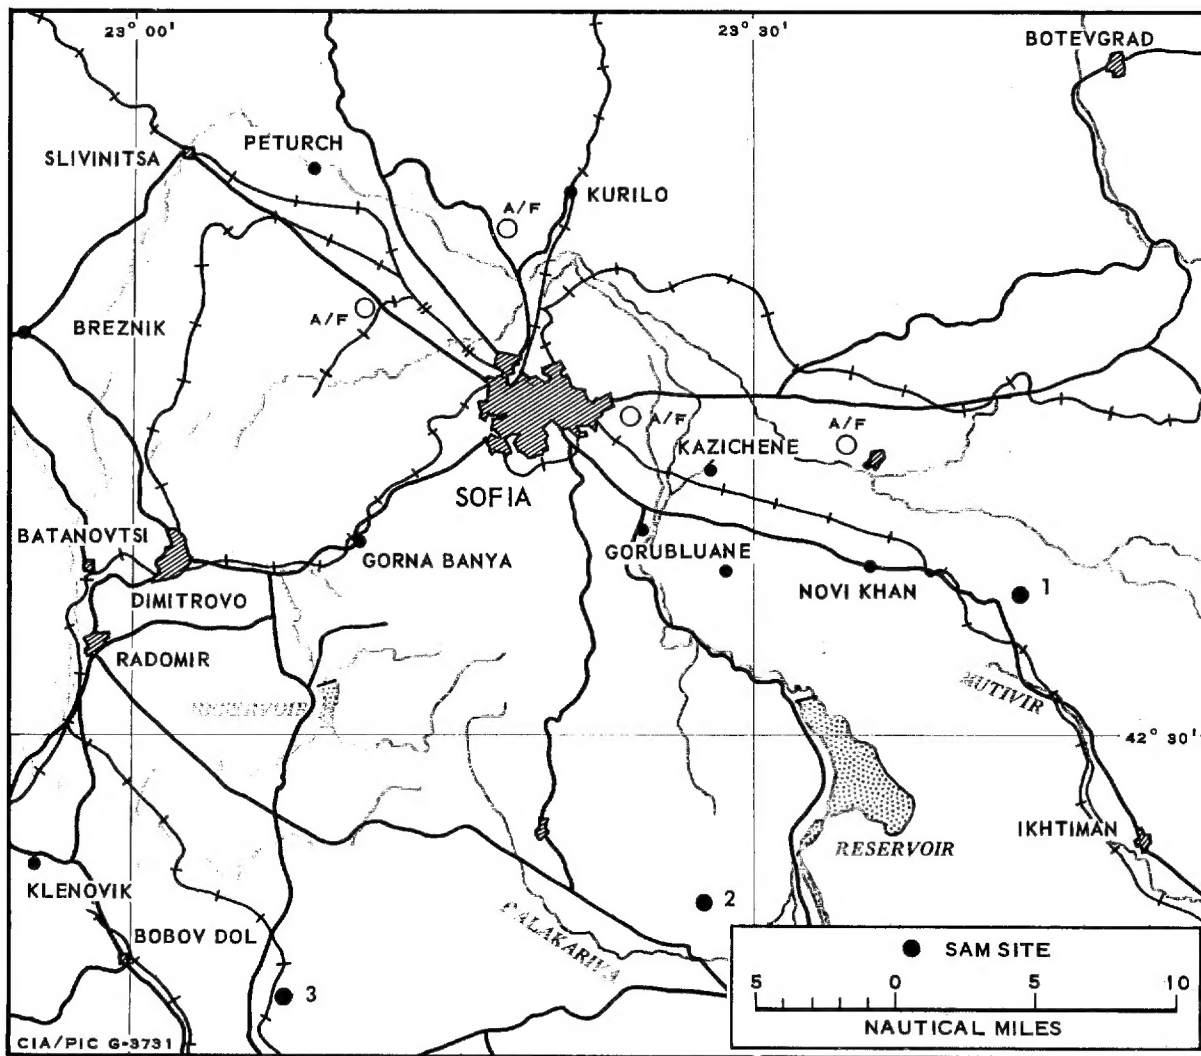 23° 00'
23° 30'
BOTEVGRAD
PETURCH
SLIVINITSA
KURILO
A/F
A/F
BREZNIK
A/F
A/F
KAZICHENE
SOFIA
BATANOVTSI
GORNA BANYA
GORUBLUANE
NOVI KHAN
1
DIMITROVO
RADOMIR
MUTIVIR
RESERVOIR
42° 30'
IKHTIMAN
RESERVOIR
KLENOVIK
2
PALAKARIYA
BOBOV DOL
SAM SITE
3
5 0 5 10
NAUTICAL MILES
CIA/PIC G-3731